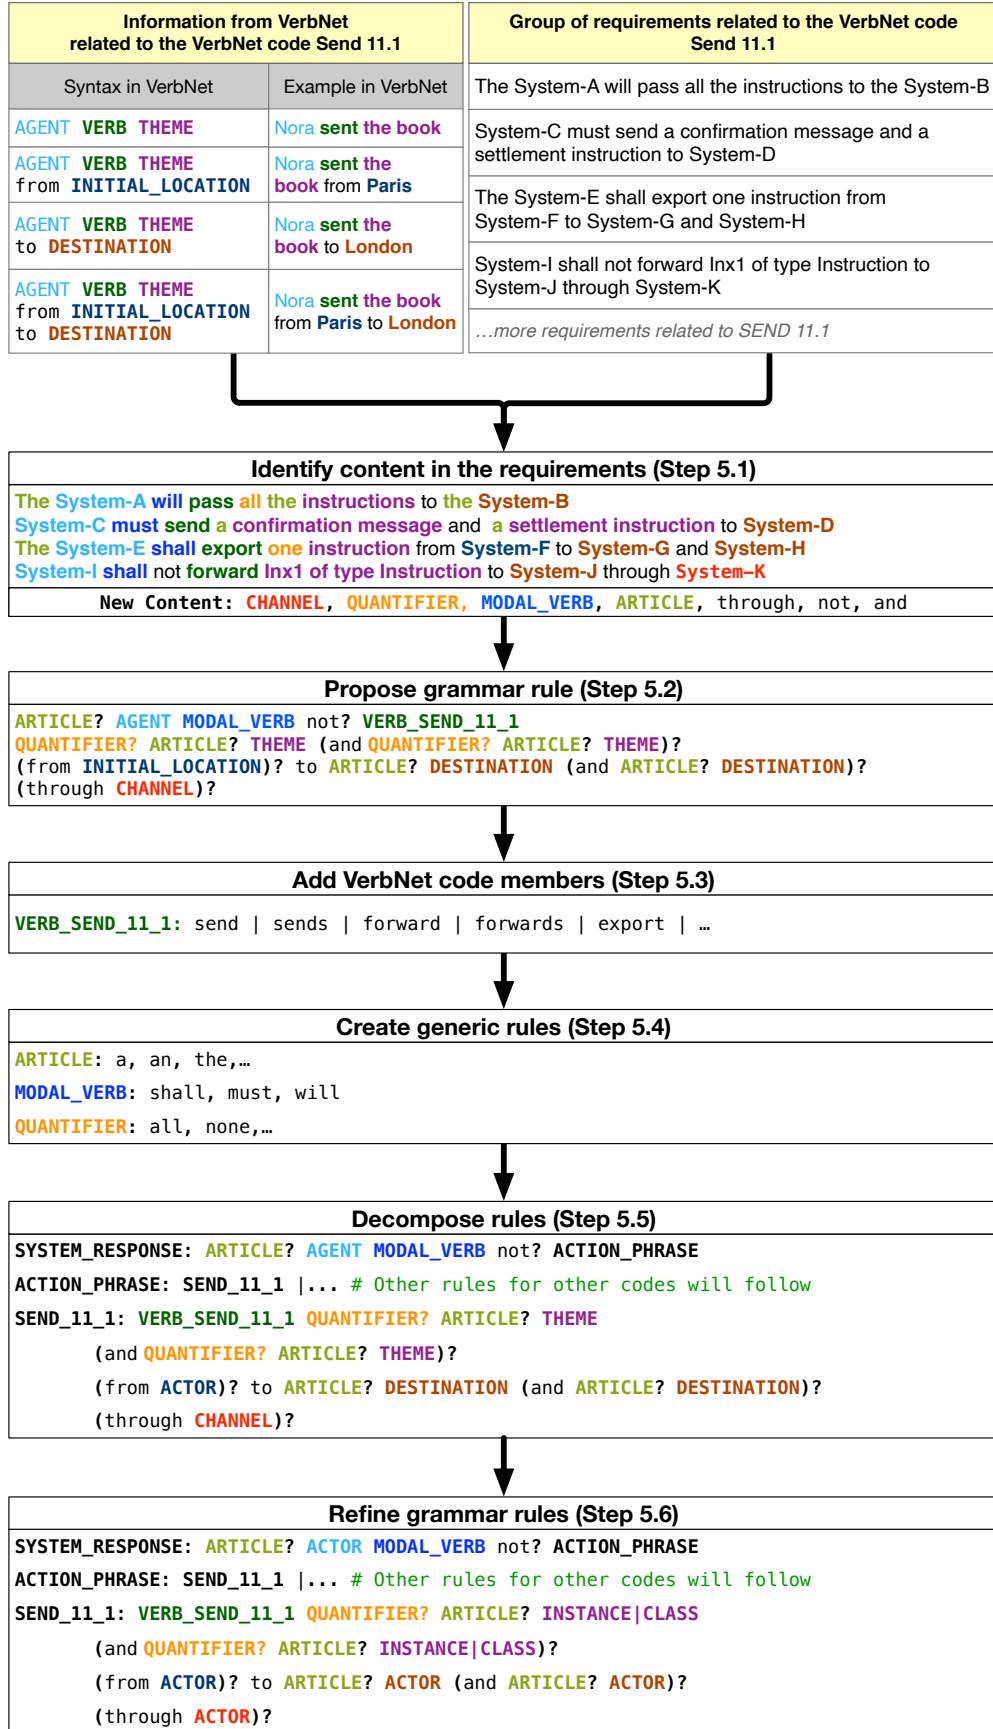 Information from VerbNet
related to the VerbNet code Send 11.1
Syntax in VerbNet
Example in VerbNet
AGENT VERB THEME
Nora sent the book
AGENT VERB THEME
from INITIAL_LOCATION
Nora sent the
book from Paris
AGENT VERB THEME
to DESTINATION
Nora sent the
book to London
AGENT VERB THEME
from INITIAL_LOCATION
to DESTINATION
Nora sent the book
from Paris to London
Group of requirements related to the VerbNet code
Send 11.1
The System-A will pass all the instructions to the System-B
System-C must send a confirmation message and a
settlement instruction to System-D
The System-E shall export one instruction from
System-F to System-G and System-H
System-I shall not forward Inx1 of type Instruction to
System-J through System-K
...more requirements related to SEND 11.1
Identify content in the requirements (Step 5.1)
The System-A will pass all the instructions to the System-B
System-C must send a confirmation message and a settlement instruction to System-D
The System-E shall export one instruction from System-F to System-G and System-H
System-I shall not forward Inx1 of type Instruction to System-J through System-K
New Content: CHANNEL, QUANTIFIER, MODAL_VERB, ARTICLE, through, not, and
Propose grammar rule (Step 5.2)
ARTICLE? AGENT MODAL_VERB not? VERB_SEND_11_1
QUANTIFIER? ARTICLE? THEME (and QUANTIFIER? ARTICLE? THEME)?
(from INITIAL_LOCATION)? to ARTICLE? DESTINATION (and ARTICLE? DESTINATION)?
(through CHANNEL)?
Add VerbNet code members (Step 5.3)
VERB_SEND_11_1: send | sends | forward | forwards | export | …
Create generic rules (Step 5.4)
ARTICLE: a, an, the,…
MODAL_VERB: shall, must, will
QUANTIFIER: all, none,…
Decompose rules (Step 5.5)
SYSTEM_RESPONSE: ARTICLE? AGENT MODAL_VERB not? ACTION_PHRASE
ACTION_PHRASE: SEND_11_1 |... # Other rules for other codes will follow
SEND_11_1: VERB_SEND_11_1 QUANTIFIER? ARTICLE? THEME
(and QUANTIFIER? ARTICLE? THEME)?
(from ACTOR)? to ARTICLE? DESTINATION (and ARTICLE? DESTINATION)?
(through CHANNEL)?
Refine grammar rules (Step 5.6)
SYSTEM_RESPONSE: ARTICLE? ACTOR MODAL_VERB not? ACTION_PHRASE
ACTION_PHRASE: SEND_11_1 |... # Other rules for other codes will follow
SEND_11_1: VERB_SEND_11_1 QUANTIFIER? ARTICLE? INSTANCE|CLASS
(and QUANTIFIER? ARTICLE? INSTANCE|CLASS)?
(from ACTOR)? to ARTICLE? ACTOR (and ARTICLE? ACTOR)?
(through ACTOR)?